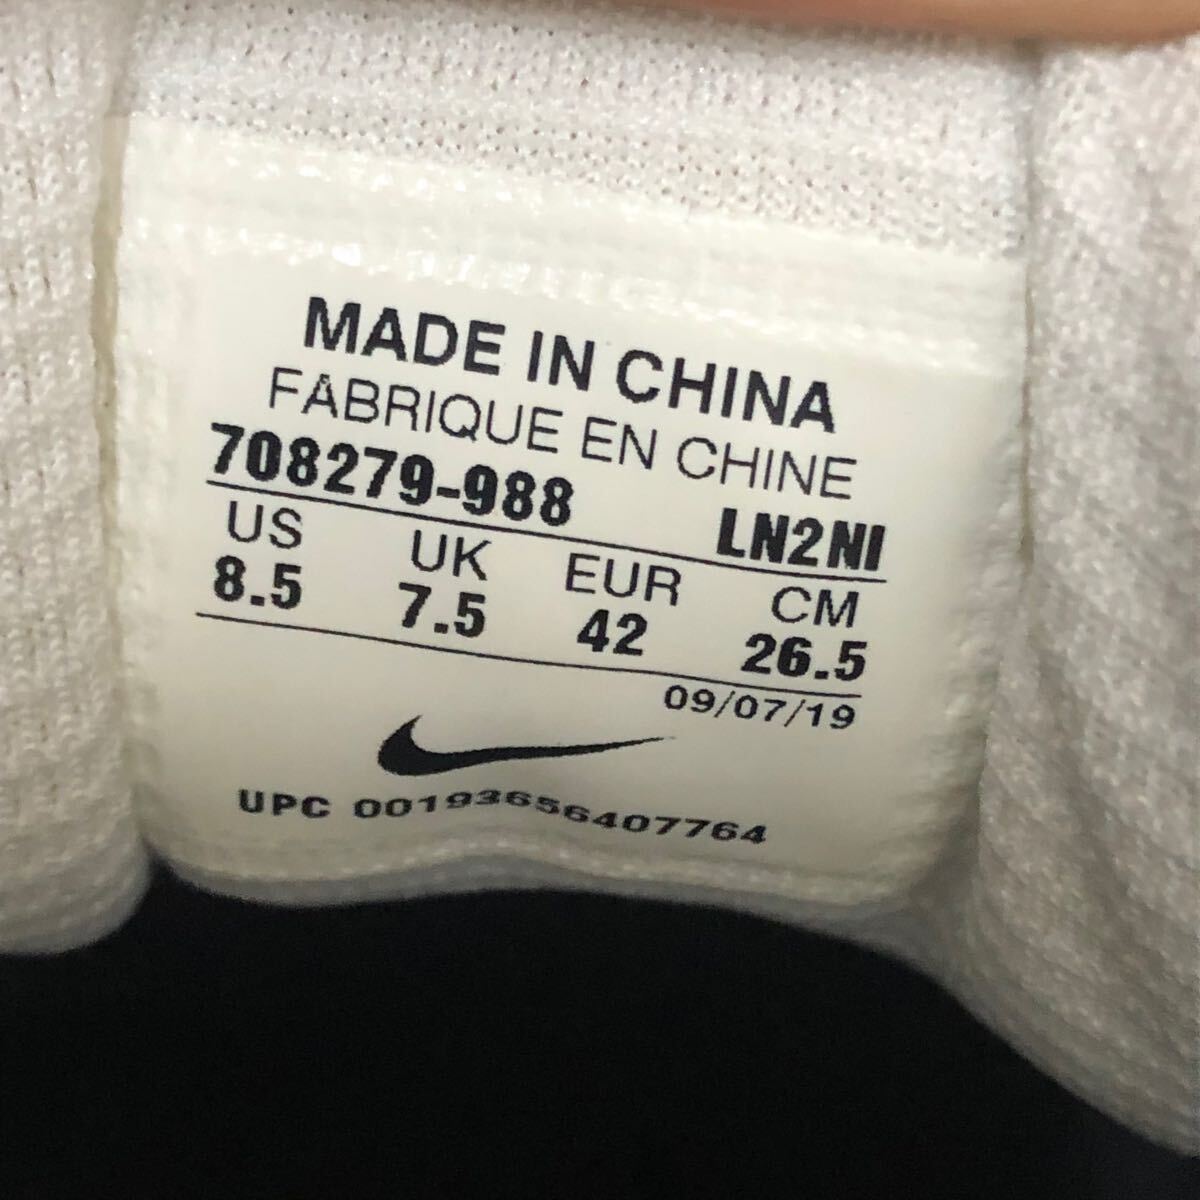 MADE IN CHINA
FABRIQUE EN CHINE
708279-988 LN2NI
US UK EUR CM
8.5 7.5 42 26.5
09/07/19
UPC 00193656407764